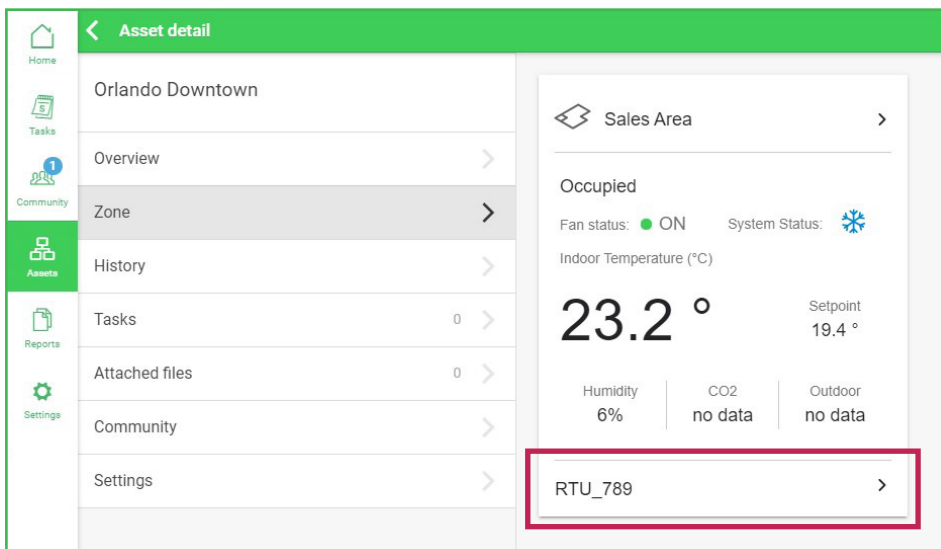 Home
Tasks
1
Community
Assets
Reports
Settings
Asset detail
Orlando Downtown
Overview
Zone
History
Tasks 0
Attached files 0
Community
Settings
Sales Area
Occupied
Fan status: ON System Status:
Indoor Temperature (°C)
23.2 °
Setpoint
19.4 °
Humidity CO2 Outdoor
6% no data no data
RTU_789